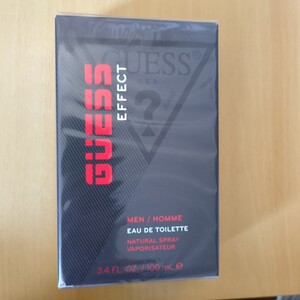 GUESS
?
GUESS
EFFECT
MEN / HOMME
EAU DE TOILETTE
NATURAL SPRAY
VAPORISATEUR
3.4 FL. OZ. / 100 mL ℮